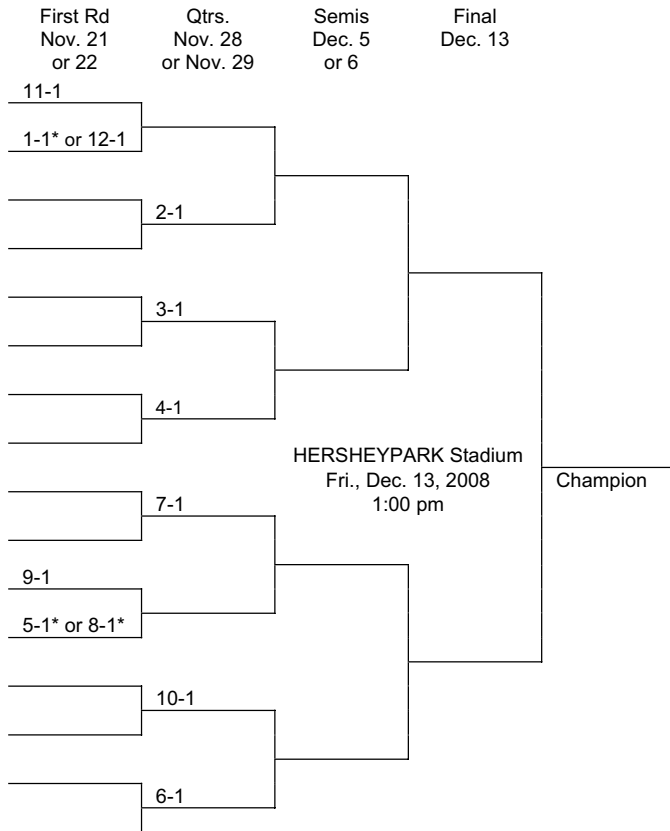 First Rd
Nov. 21
or 22
Qtrs.
Nov. 28
or Nov. 29
Semis
Dec. 5
or 6
Final
Dec. 13
11-1
1-1* or 12-1
2-1
3-1
4-1
HERSHEYPARK Stadium
Fri., Dec. 13, 2008
1:00 pm
Champion
7-1
9-1
5-1* or 8-1*
10-1
6-1